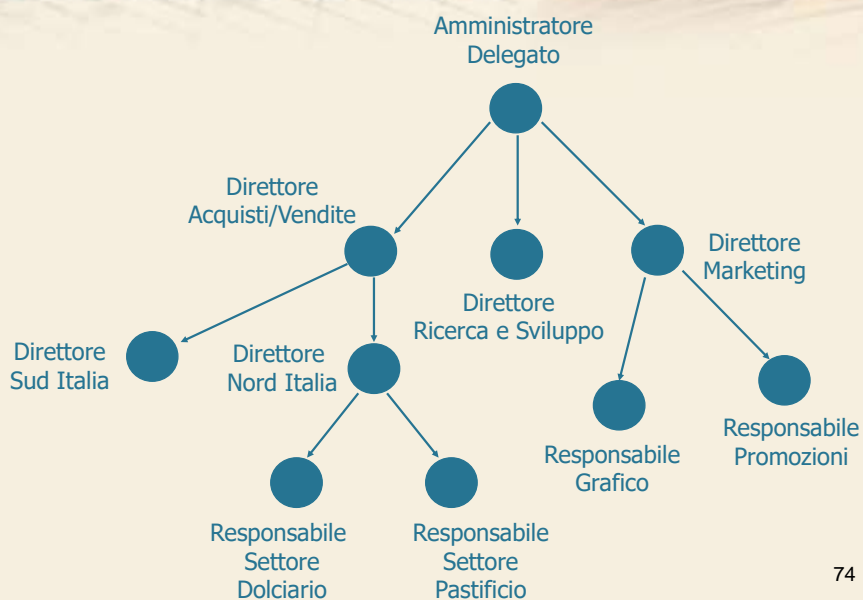 Amministratore
Delegato
Direttore
Acquisti/Vendite
Direttore
Marketing
Direttore
Ricerca e Sviluppo
Direttore
Sud Italia
Direttore
Nord Italia
Responsabile
Grafico
Responsabile
Promozioni
Responsabile
Settore
Dolciario
Responsabile
Settore
Pastificio
74